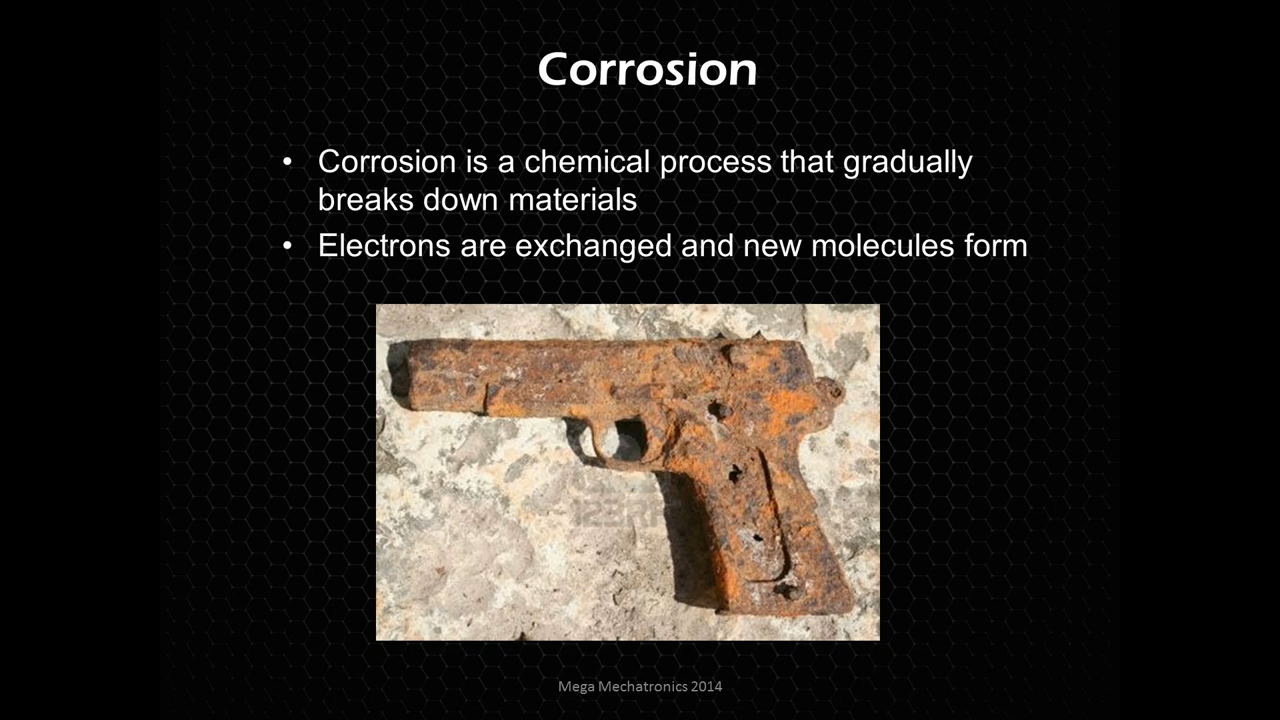 Corrosion
• Corrosion is a chemical process that gradually
breaks down materials
• Electrons are exchanged and new molecules form
123RF
Mega Mechatronics 2014